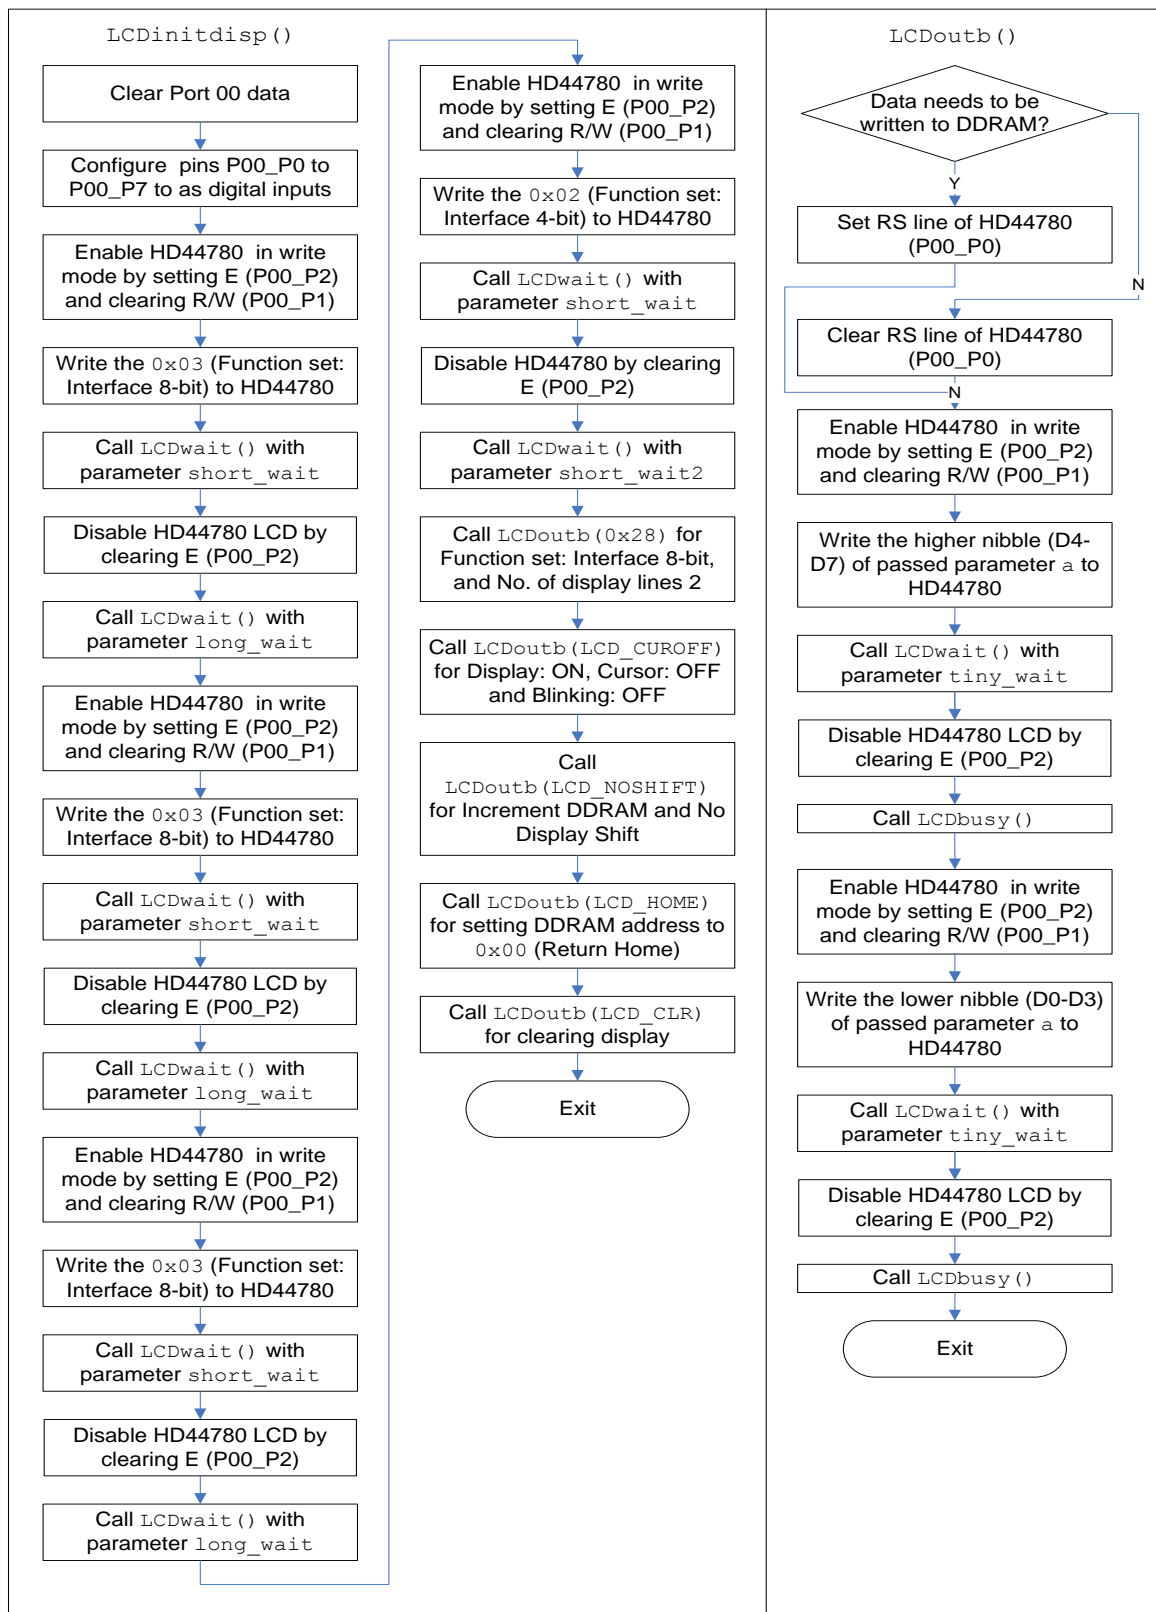 LCDinitdisp()
Clear Port 00 data
Configure pins P00_P0 to
P00_P7 to as digital inputs
Enable HD44780 in write
mode by setting E (P00_P2)
and clearing R/W (P00_P1)
Write the 0x03 (Function set:
Interface 8-bit) to HD44780
Call LCDwait() with
parameter short_wait
Disable HD44780 LCD by
clearing E (P00_P2)
Call LCDwait() with
parameter long_wait
Enable HD44780 in write
mode by setting E (P00_P2)
and clearing R/W (P00_P1)
Write the 0x03 (Function set:
Interface 8-bit) to HD44780
Call LCDwait() with
parameter short_wait
Disable HD44780 LCD by
clearing E (P00_P2)
Call LCDwait() with
parameter long_wait
Enable HD44780 in write
mode by setting E (P00_P2)
and clearing R/W (P00_P1)
Write the 0x03 (Function set:
Interface 8-bit) to HD44780
Call LCDwait() with
parameter short_wait
Disable HD44780 LCD by
clearing E (P00_P2)
Call LCDwait() with
parameter long_wait
Enable HD44780 in write
mode by setting E (P00_P2)
and clearing R/W (P00_P1)
Write the 0x02 (Function set:
Interface 4-bit) to HD44780
Call LCDwait() with
parameter short_wait
Disable HD44780 by clearing
E (P00_P2)
Call LCDwait() with
parameter short_wait2
Call LCDoutb(0x28) for
Function set: Interface 8-bit,
and No. of display lines 2
Call LCDoutb(LCD_CUROFF)
for Display: ON, Cursor: OFF
and Blinking: OFF
Call
LCDoutb(LCD_NOSHIFT)
for Increment DDRAM and No
Display Shift
Call LCDoutb(LCD_HOME)
for setting DDRAM address to
0x00 (Return Home)
Call LCDoutb(LCD_CLR)
for clearing display
Exit
LCDoutb()
Data needs to be
written to DDRAM?
Y
Set RS line of HD44780
(P00_P0)
N
Clear RS line of HD44780
(P00_P0)
N
Enable HD44780 in write
mode by setting E (P00_P2)
and clearing R/W (P00_P1)
Write the higher nibble (D4-
D7) of passed parameter a to
HD44780
Call LCDwait() with
parameter tiny_wait
Disable HD44780 LCD by
clearing E (P00_P2)
Call LCDbusy()
Enable HD44780 in write
mode by setting E (P00_P2)
and clearing R/W (P00_P1)
Write the lower nibble (D0-D3)
of passed parameter a to
HD44780
Call LCDwait() with
parameter tiny_wait
Disable HD44780 LCD by
clearing E (P00_P2)
Call LCDbusy()
Exit